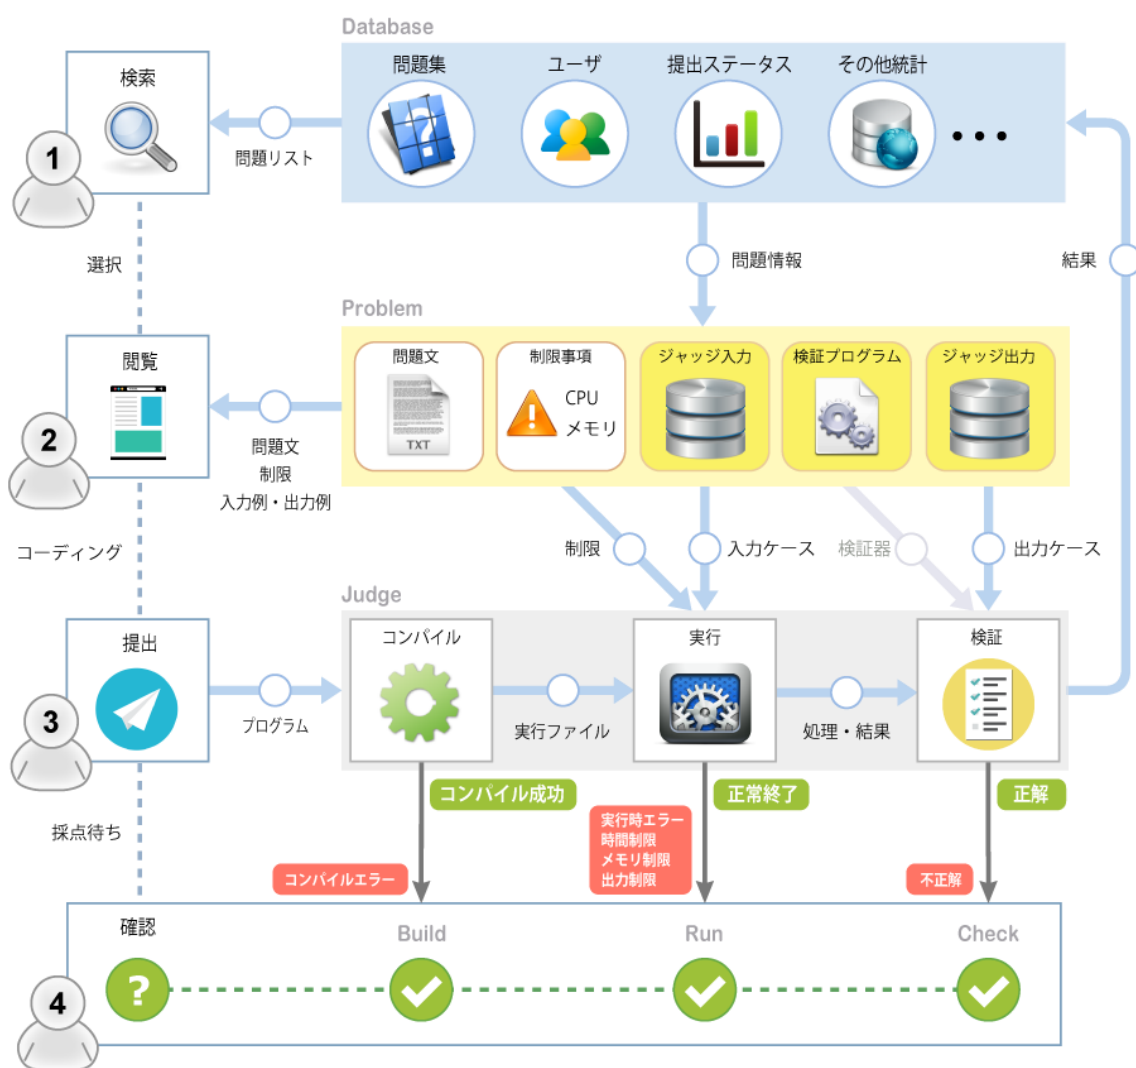 Database
検索
問題集
ユーザ
提出ステータス
その他統計
• • •
1
問題リスト
選択
問題情報
結果
Problem
閲覧
問題文
TXT
制限事項
CPU
メモリ
ジャッジ入力
検証プログラム
ジャッジ出力
2
問題文
制限
入力例・出力例
コーディング
制限
入力ケース
検証器
出力ケース
Judge
提出
コンパイル
実行
検証
3
プログラム
実行ファイル
処理・結果
コンパイル成功
正常終了
正解
採点待ち
コンパイルエラー
実行時エラー
時間制限
メモリ制限
出力制限
不正解
確認
Build
Run
Check
?
4